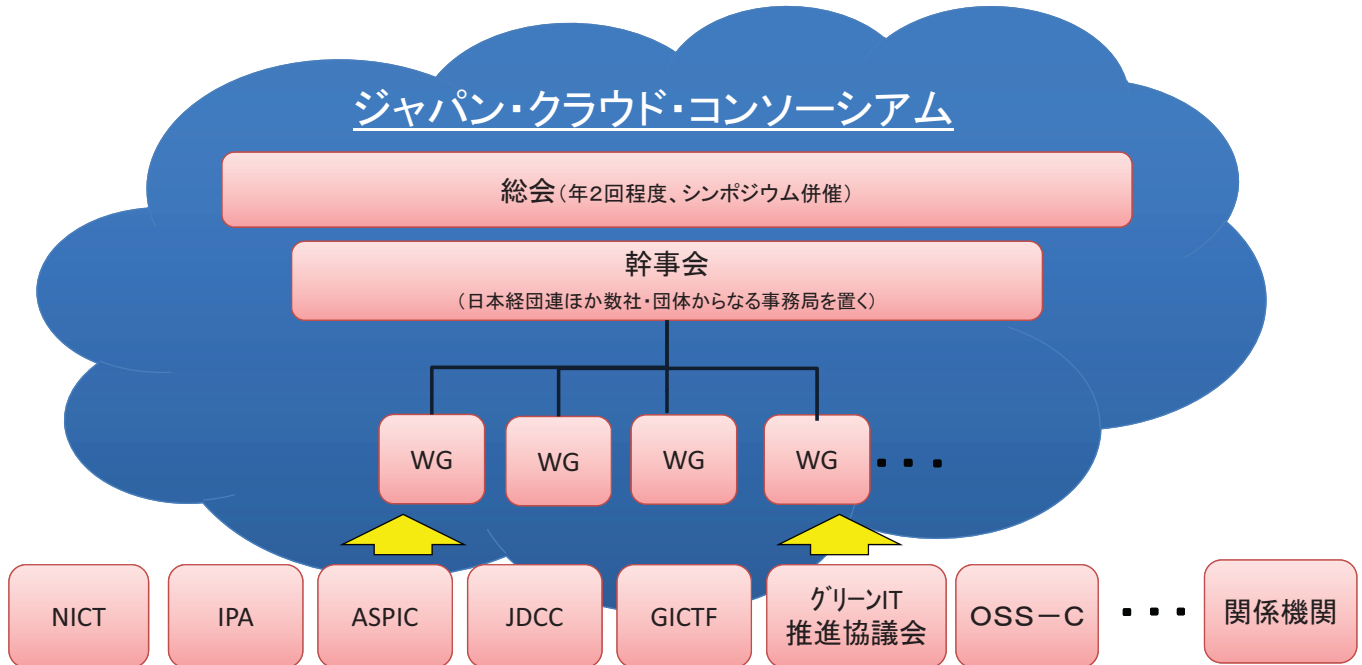 ジャパン・クラウド・コンソーシアム
総会（年２回程度、シンポジウム併催）
幹事会
（日本経団連ほか数社・団体からなる事務局を置く）
WG
WG
WG
WG
・・・
NICT
IPA
ASPIC
JDCC
GICTF
ｸﾞﾘｰﾝIT
推進協議会
ＯＳＳ－Ｃ
・・・
関係機関